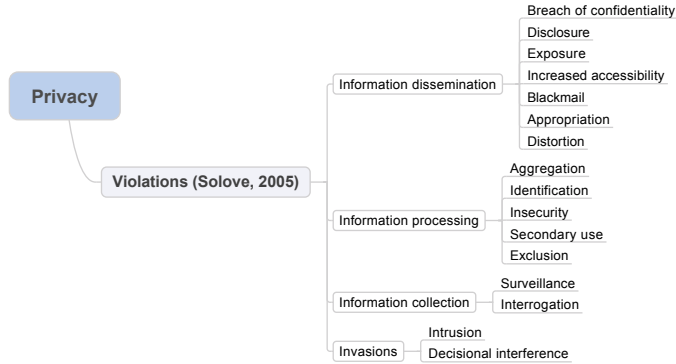 Privacy
Violations (Solove, 2005)
Information dissemination
Breach of confidentiality
Disclosure
Exposure
Increased accessibility
Blackmail
Appropriation
Distortion
Information processing
Aggregation
Identification
Insecurity
Secondary use
Exclusion
Information collection
Surveillance
Interrogation
Invasions
Intrusion
Decisional interference